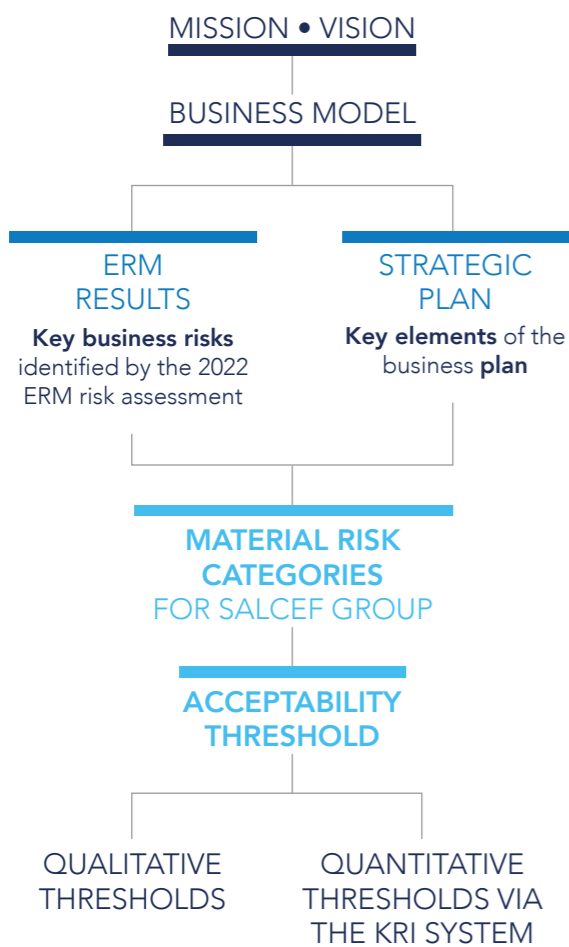 MISSION • VISION
BUSINESS MODEL
ERM
RESULTS
Key business risks
identified by the 2022
ERM risk assessment
STRATEGIC
PLAN
Key elements of the
business plan
MATERIAL RISK
CATEGORIES
FOR SALCEF GROUP
ACCEPTABILITY
THRESHOLD
QUALITATIVE
THRESHOLDS
QUANTITATIVE
THRESHOLDS VIA
THE KRI SYSTEM